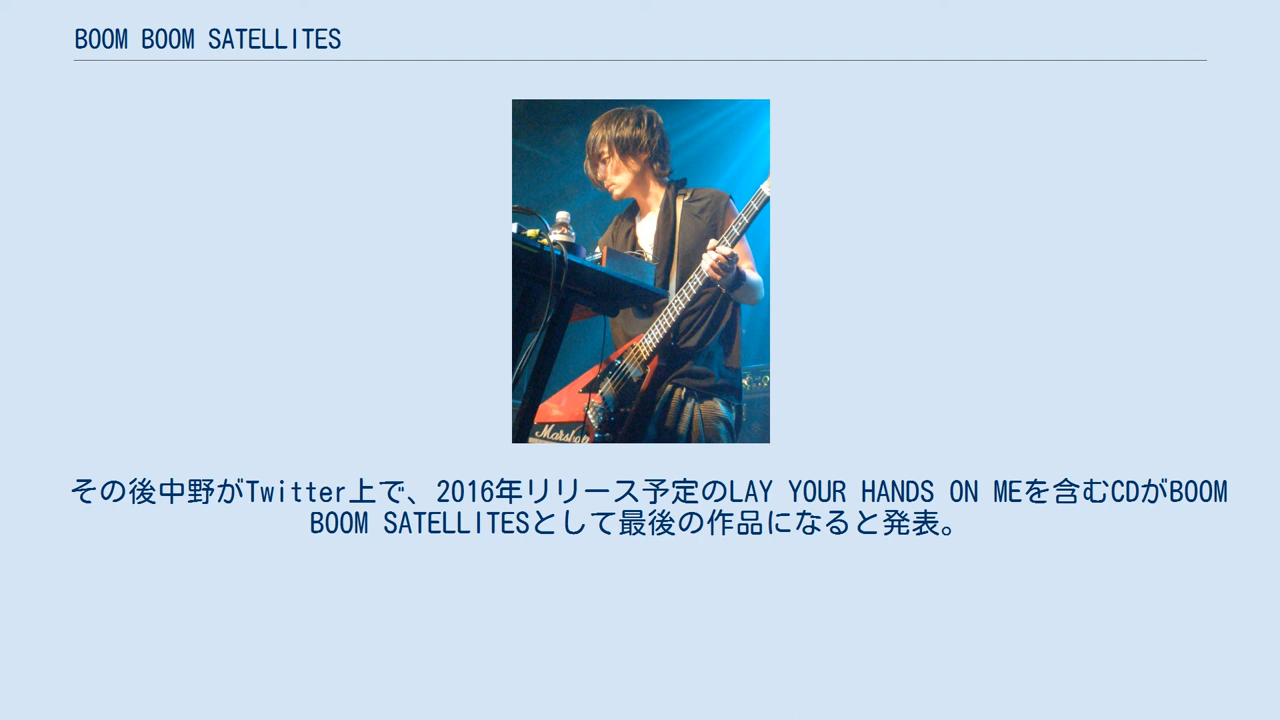 BOOM BOOM SATELLITES
Marshall
その後中野がTwitter上で、2016年リリース予定のLAY YOUR HANDS ON MEを含むCDがBOOM
BOOM SATELLITESとして最後の作品になると発表。